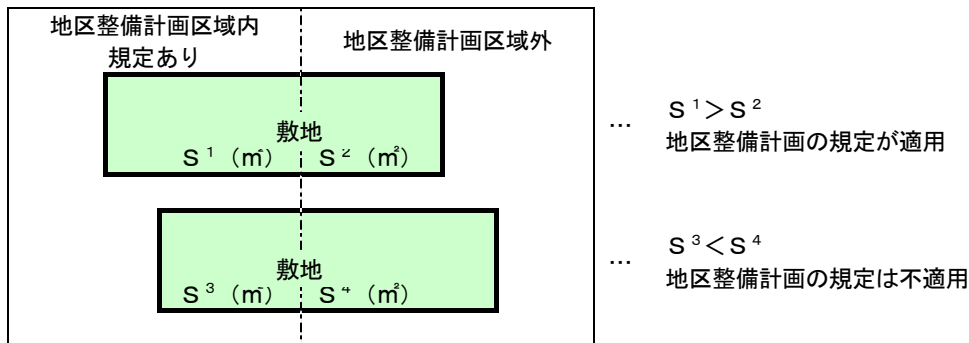 地区整備計画区域内
規定あり
地区整備計画区域外
敷地
S¹（㎡） S²（㎡）
… S¹＞S²
地区整備計画の規定が適用
敷地
S³（㎡） S⁴（㎡）
… S³＜S⁴
地区整備計画の規定は不適用